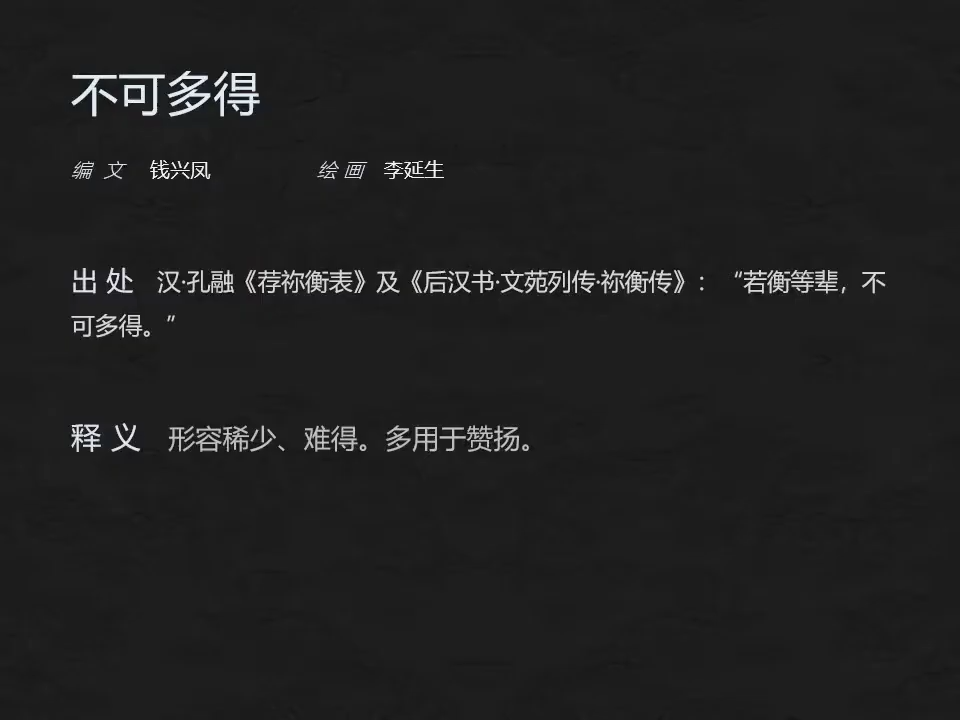 不可多得
编 文 钱兴凤 绘 画 李延生
出 处 汉·孔融《荐祢衡表》及《后汉书·文苑列传·祢衡传》：“若衡等辈，不
可多得。”
释 义 形容稀少、难得。多用于赞扬。